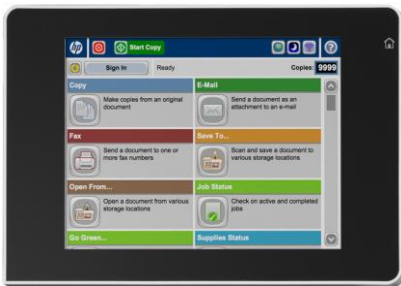 hp
Start Copy
Sign In
Ready
Copies: 9999
Copy
E-Mail
Make copies from an original
document
Send a document as an
attachment to an e-mail
Fax
Save To...
Send a document to one or
more fax numbers
Scan and save a document to
various storage locations
Open From...
Job Status
Open a document from various
storage locations
Check on active and completed
jobs
Go Green...
Supplies Status